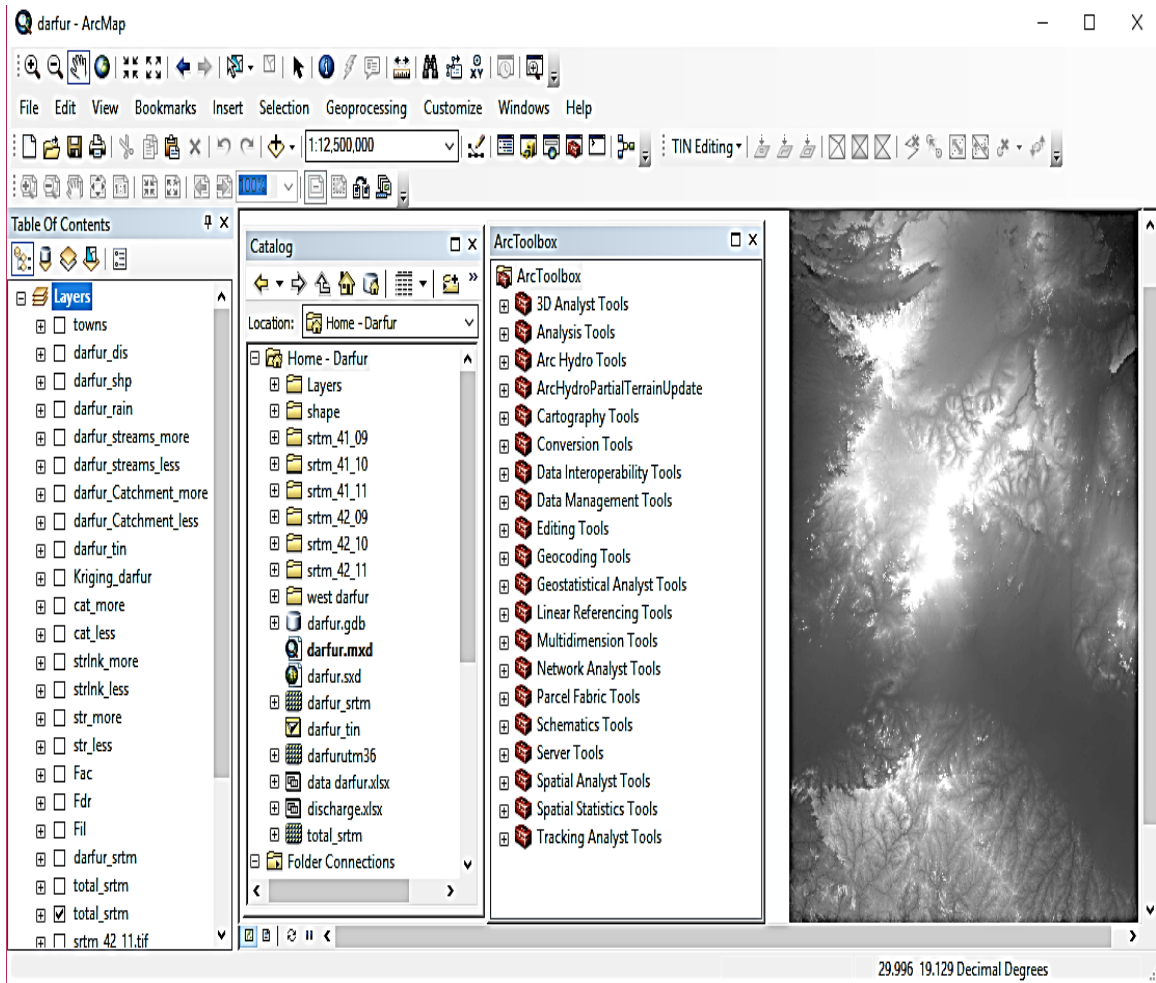 darfur - ArcMap
File Edit View Bookmarks Insert Selection Geoprocessing Customize Windows Help
1:12,500,000
TIN Editing
100%
Table Of Contents
Layers
towns
darfur_dis
darfur_shp
darfur_rain
darfur_streams_more
darfur_streams_less
darfur_Catchment_more
darfur_Catchment_less
darfur_tin
Kriging_darfur
cat_more
cat_less
strlnk_more
strlnk_less
str_more
str_less
Fac
Fdr
Fil
darfur_srtm
total_srtm
total_srtm
srtm_42_11.tif
Catalog
Location: Home - Darfur
Home - Darfur
Layers
shape
srtm_41_09
srtm_41_10
srtm_41_11
srtm_42_09
srtm_42_10
srtm_42_11
west darfur
darfur.gdb
darfur.mxd
darfur.sxd
darfur_srtm
darfur_tin
darfurutm36
data darfur.xlsx
discharge.xlsx
total_srtm
Folder Connections
ArcToolbox
ArcToolbox
3D Analyst Tools
Analysis Tools
Arc Hydro Tools
ArcHydroPartialTerrainUpdate
Cartography Tools
Conversion Tools
Data Interoperability Tools
Data Management Tools
Editing Tools
Geocoding Tools
Geostatistical Analyst Tools
Linear Referencing Tools
Multidimension Tools
Network Analyst Tools
Parcel Fabric Tools
Schematics Tools
Server Tools
Spatial Analyst Tools
Spatial Statistics Tools
Tracking Analyst Tools
29.996 19.129 Decimal Degrees